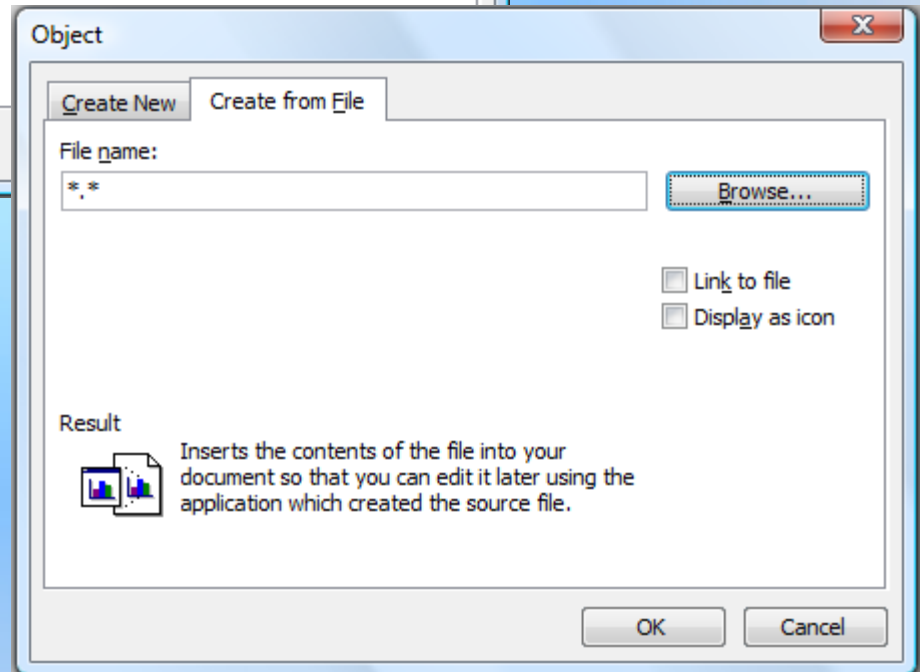 Object
Create New
Create from File
File name:
*.*
Browse...
Link to file
Display as icon
Result
Inserts the contents of the file into your
document so that you can edit it later using the
application which created the source file.
OK
Cancel